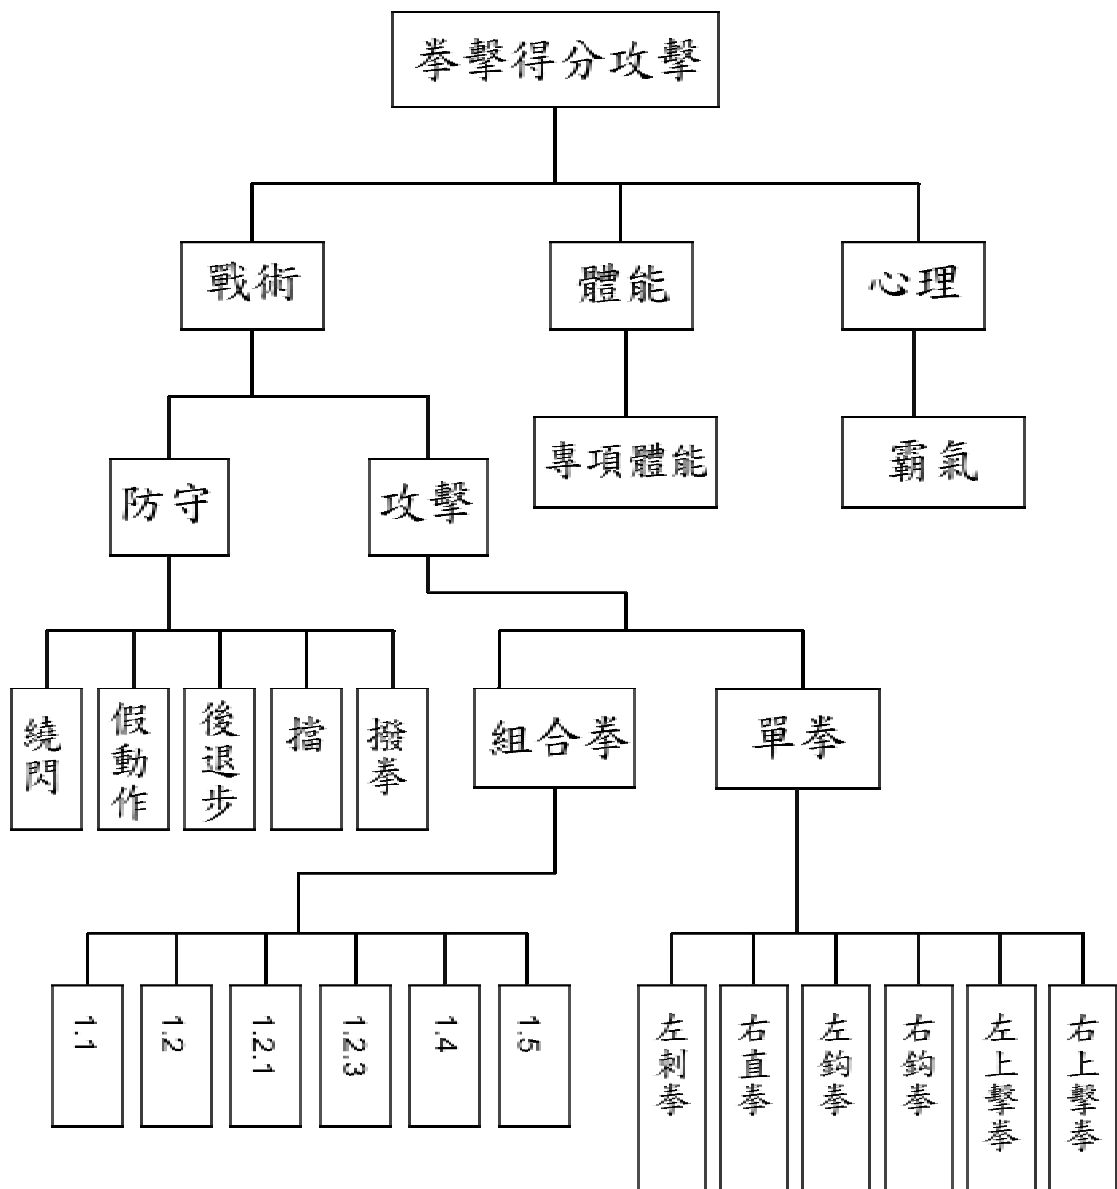 拳擊得分攻擊
戰術
體能
心理
專項體能
霸氣
防守
攻擊
繞閃
假動作
後退步
擋
撥拳
組合拳
單拳
1.1
1.2
1.2.1
1.2.3
1.4
1.5
左刺拳
右直拳
左鈎拳
右鈎拳
左上擊拳
右上擊拳